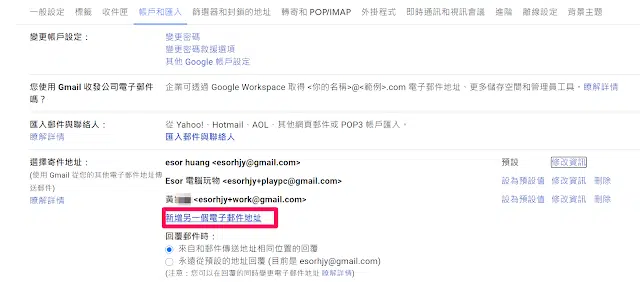 一般設定 標籤 收件匣 帳戶和匯入 篩選器和封鎖的地址 轉寄和 POP/IMAP 外掛程式 即時通訊和視訊會議 進階 離線設定 背景主題
變更帳戶設定： 變更密碼
變更密碼救援選項
其他 Google 帳戶設定
您使用 Gmail 收發公司電子郵件 企業可透過 Google Workspace 取得 <你的名稱>@<範例>.com 電子郵件地址、更多儲存空間和管理員工具。瞭解詳情
嗎？
匯入郵件與聯絡人： 從 Yahoo!、Hotmail、AOL、其他網頁郵件或 POP3 帳戶匯入。
瞭解詳情 匯入郵件與聯絡人
選擇寄件地址： esor huang <esorhjy@gmail.com> 預設 修改資訊
(使用 Gmail 從您的其他電子郵件地址傳 Esor 電腦玩物 <esorhjy+playpc@gmail.com> 設為預設值 修改資訊 刪除
送郵件)
瞭解詳情 黃 <esorhjy+work@gmail.com> 設為預設值 修改資訊 刪除
新增另一個電子郵件地址
回覆郵件時：
來自和郵件傳送地址相同位置的回覆
永遠從預設的地址回覆 (目前是 esorhjy@gmail.com)
(注意：您可以在回覆的同時變更電子郵件地址 瞭解詳情)